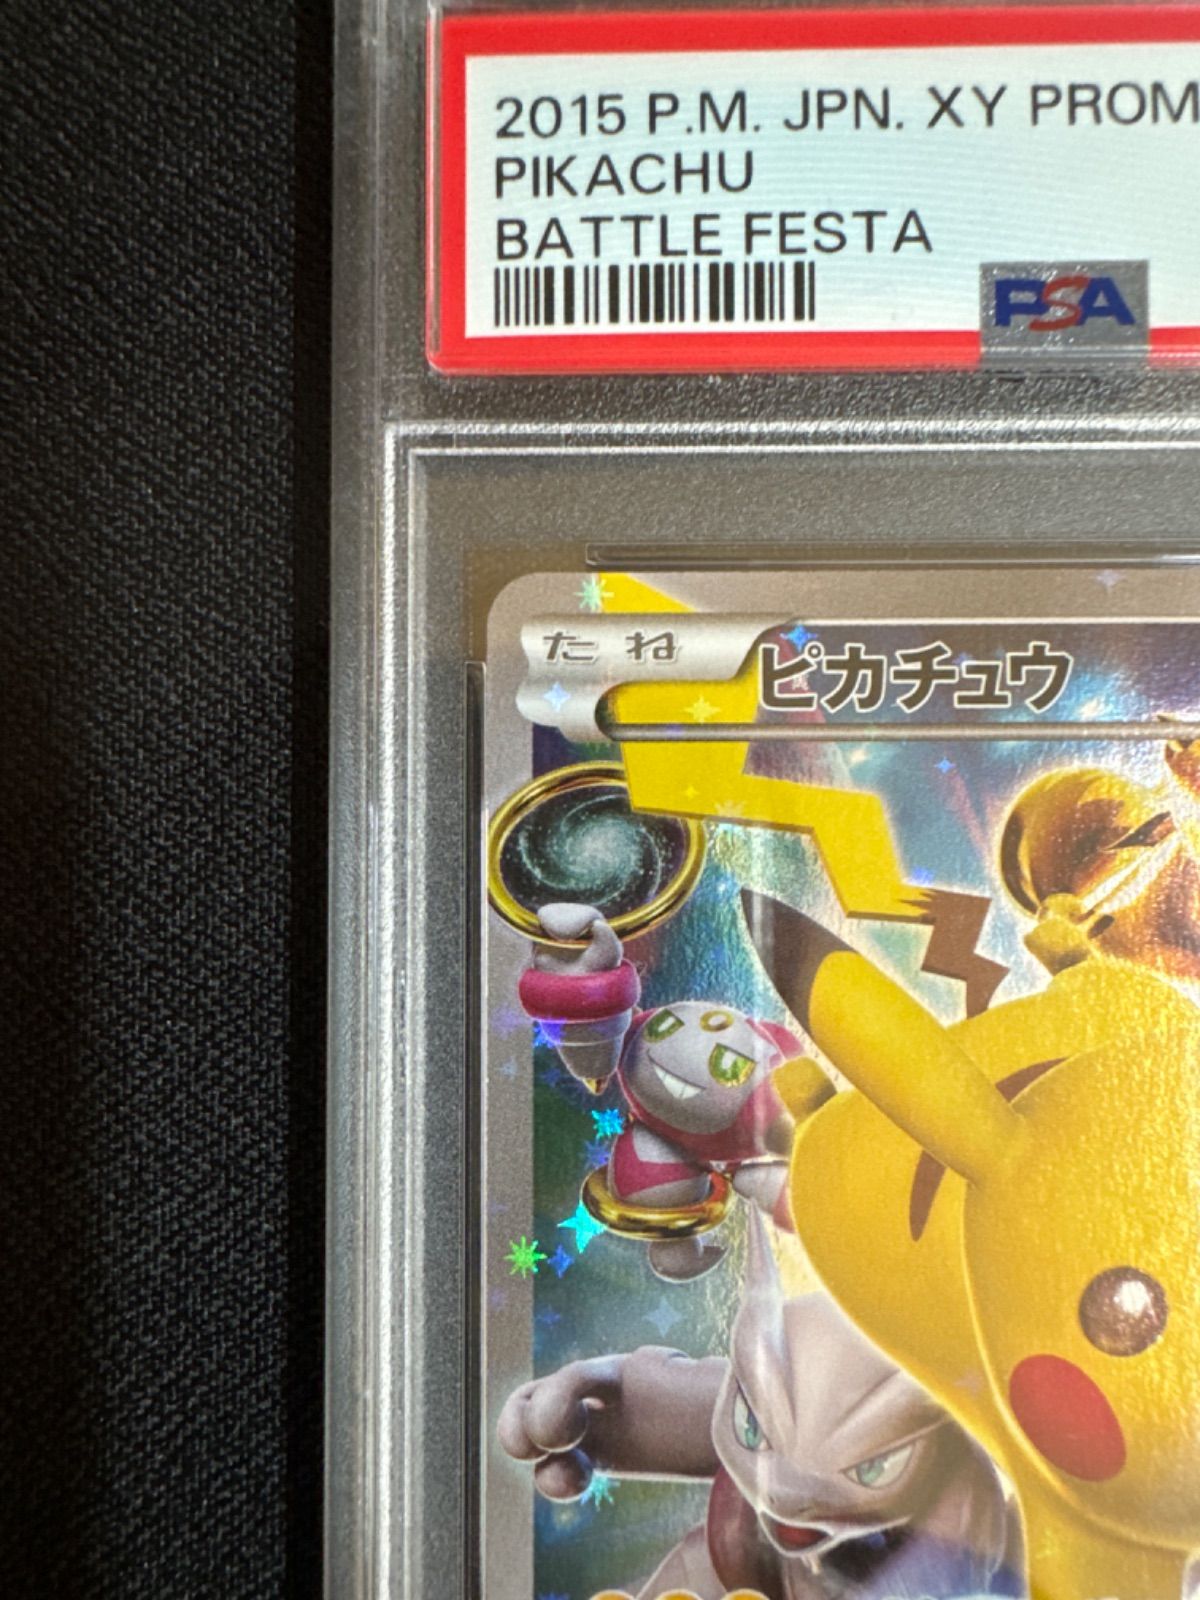 2015 P.M. JPN. XY PROM
PIKACHU
BATTLE FESTA
PSA
たね
ピカチュウ